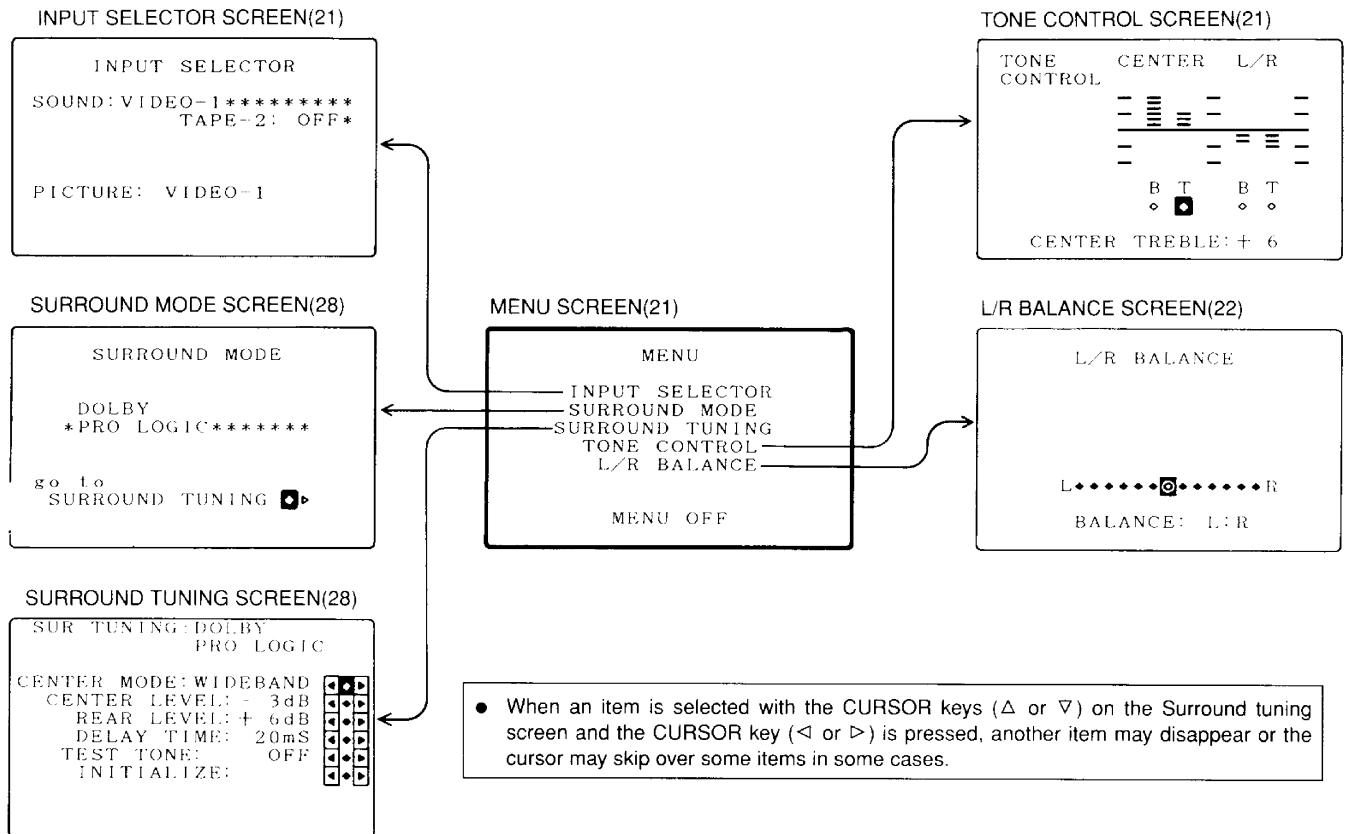 INPUT SELECTOR SCREEN(21)
INPUT SELECTOR
SOUND:VIDEO-1*********
TAPE-2: OFF*
PICTURE: VIDEO-1
TONE CONTROL SCREEN(21)
TONE CENTER L/R
CONTROL
B T B T
CENTER TREBLE:+ 6
SURROUND MODE SCREEN(28)
SURROUND MODE
DOLBY
*PRO LOGIC*******
go to
SURROUND TUNING
MENU SCREEN(21)
MENU
INPUT SELECTOR
SURROUND MODE
SURROUND TUNING
TONE CONTROL
L/R BALANCE
MENU OFF
L/R BALANCE SCREEN(22)
L/R BALANCE
L R
BALANCE: L:R
SURROUND TUNING SCREEN(28)
SUR TUNING:DOLBY
PRO LOGIC
CENTER MODE:WIDEBAND
CENTER LEVEL:- 3dB
REAR LEVEL:+ 6dB
DELAY TIME: 20mS
TEST TONE: OFF
INITIALIZE:
● When an item is selected with the CURSOR keys (△ or ▽) on the Surround tuning
screen and the CURSOR key (◁ or ▷) is pressed, another item may disappear or the
cursor may skip over some items in some cases.